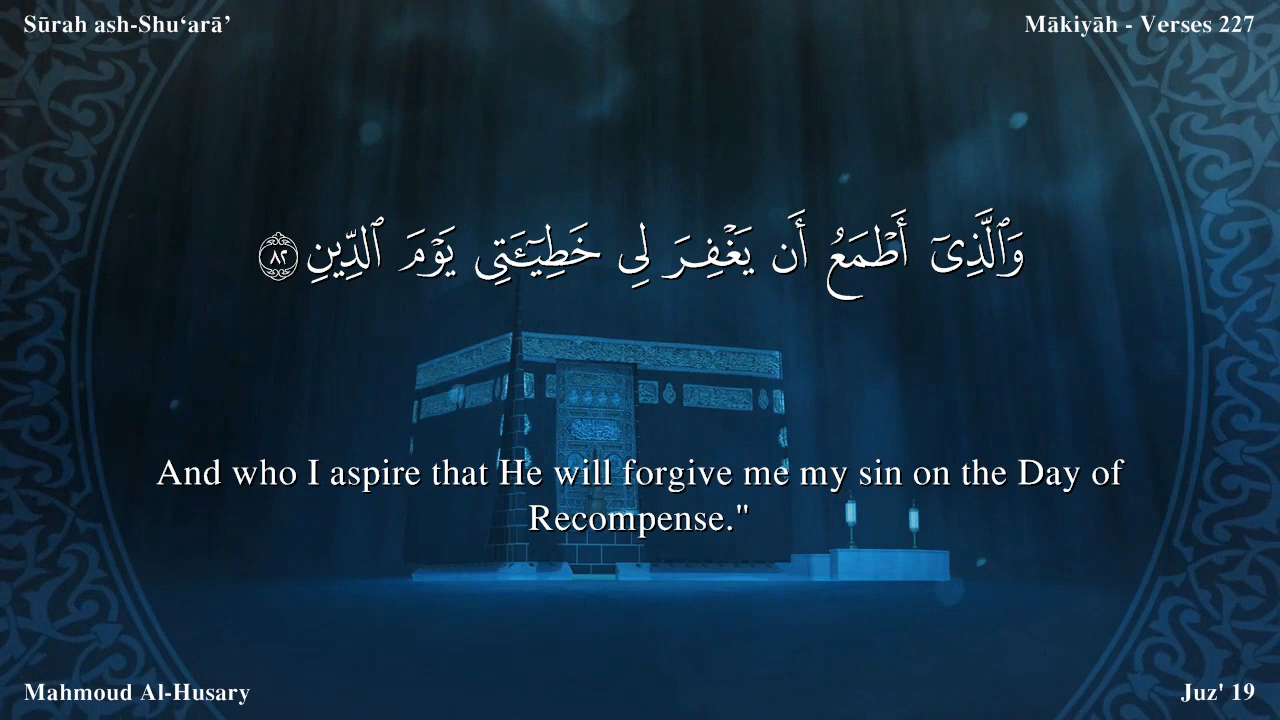 Sūrah ash-Shu‘arā’
Mākiyāh - Verses 227
وَٱلَّذِىٓ أَطْمَعُ أَن يَغْفِرَ لِى خَطِيٓـَٔتِى يَوْمَ ٱلدِّينِ ٨٢
And who I aspire that He will forgive me my sin on the Day of
Recompense."
Mahmoud Al-Husary
Juz' 19